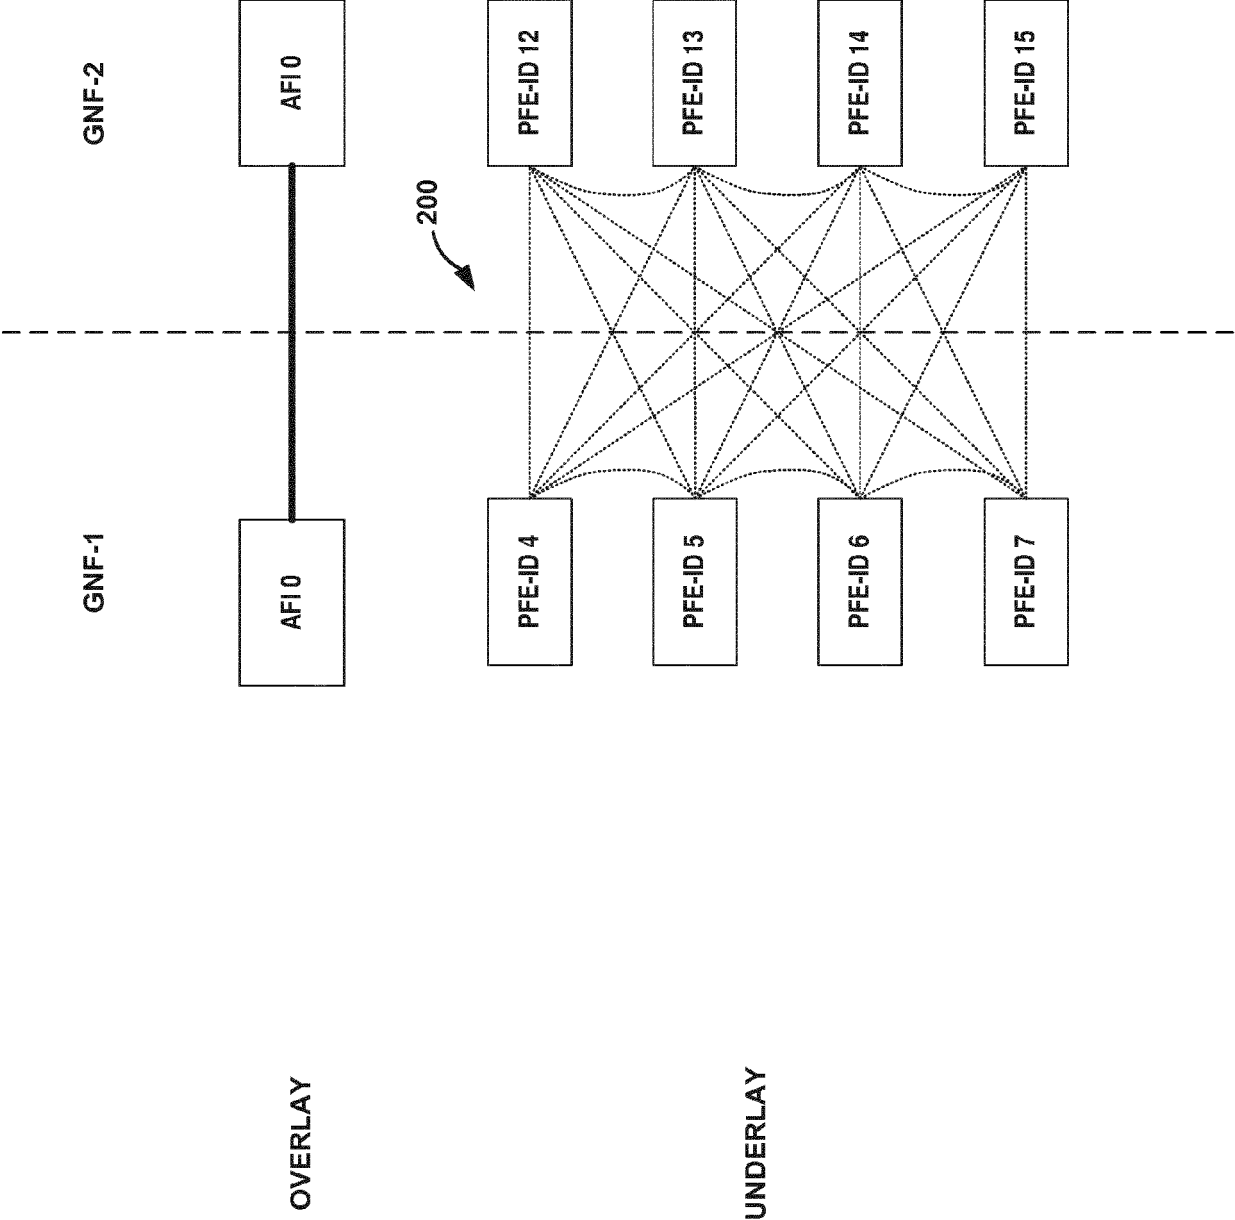 GNF-1
GNF-2
OVERLAY
AFI 0
AFI 0
200
UNDERLAY
PFE-ID 4
PFE-ID 12
PFE-ID 5
PFE-ID 13
PFE-ID 6
PFE-ID 14
PFE-ID 7
PFE-ID 15